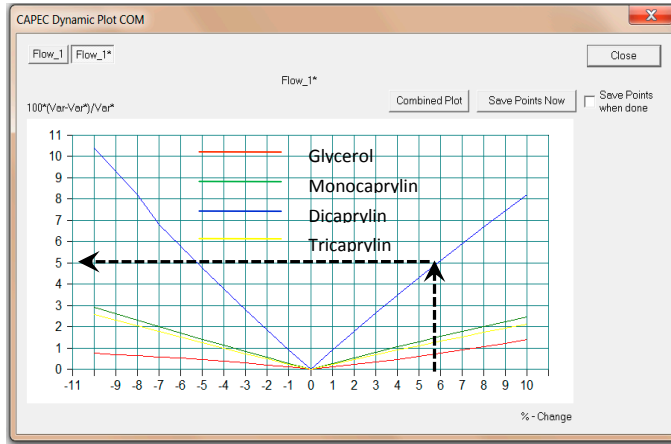 CAPEC Dynamic Plot COM
X
Flow_1 Flow_1*
Close
Flow_1*
Combined Plot Save Points Now Save Points when done
100*(Var-Var*)/Var*
11
10
9
8
7
6
5
4
3
2
1
0
Glycerol
Monocaprylin
Dicaprylin
Tricaprylin
-11 -9 -8 -7 -6 -5 -4 -3 -2 -1 0 1 2 3 4 5 6 7 8 9 10
% - Change